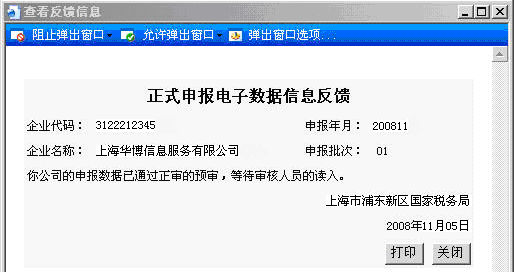 查看反馈信息
阻止弹出窗口 允许弹出窗口 弹出窗口选项...
正式申报电子数据信息反馈
企业代码： 3122212345 申报年月： 200811
企业名称： 上海华博信息服务有限公司 申报批次： 01
你公司的申报数据已通过正审的预审，等待审核人员的读入。
上海市浦东新区国家税务局
2008年11月05日
打印 关闭